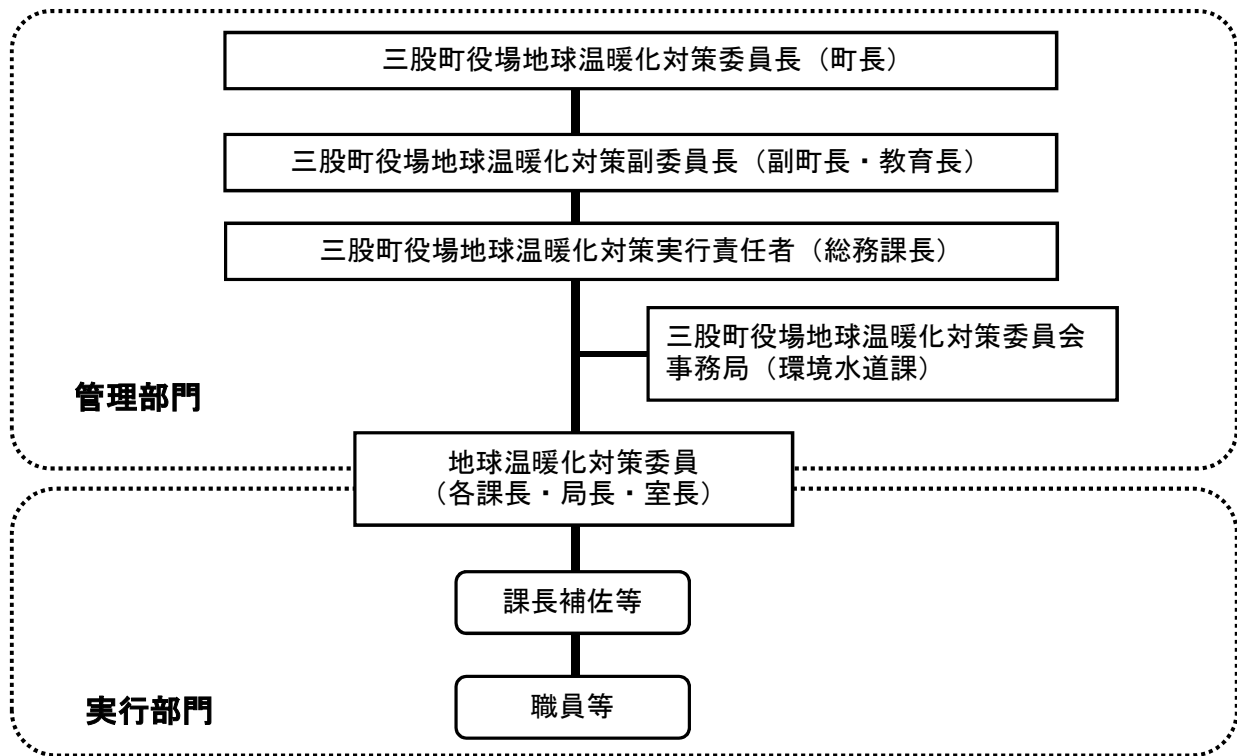 三股町役場地球温暖化対策委員長（町長）
三股町役場地球温暖化対策副委員長（副町長・教育長）
三股町役場地球温暖化対策実行責任者（総務課長）
三股町役場地球温暖化対策委員会
事務局（環境水道課）
管理部門
地球温暖化対策委員
（各課長・局長・室長）
課長補佐等
職員等
実行部門